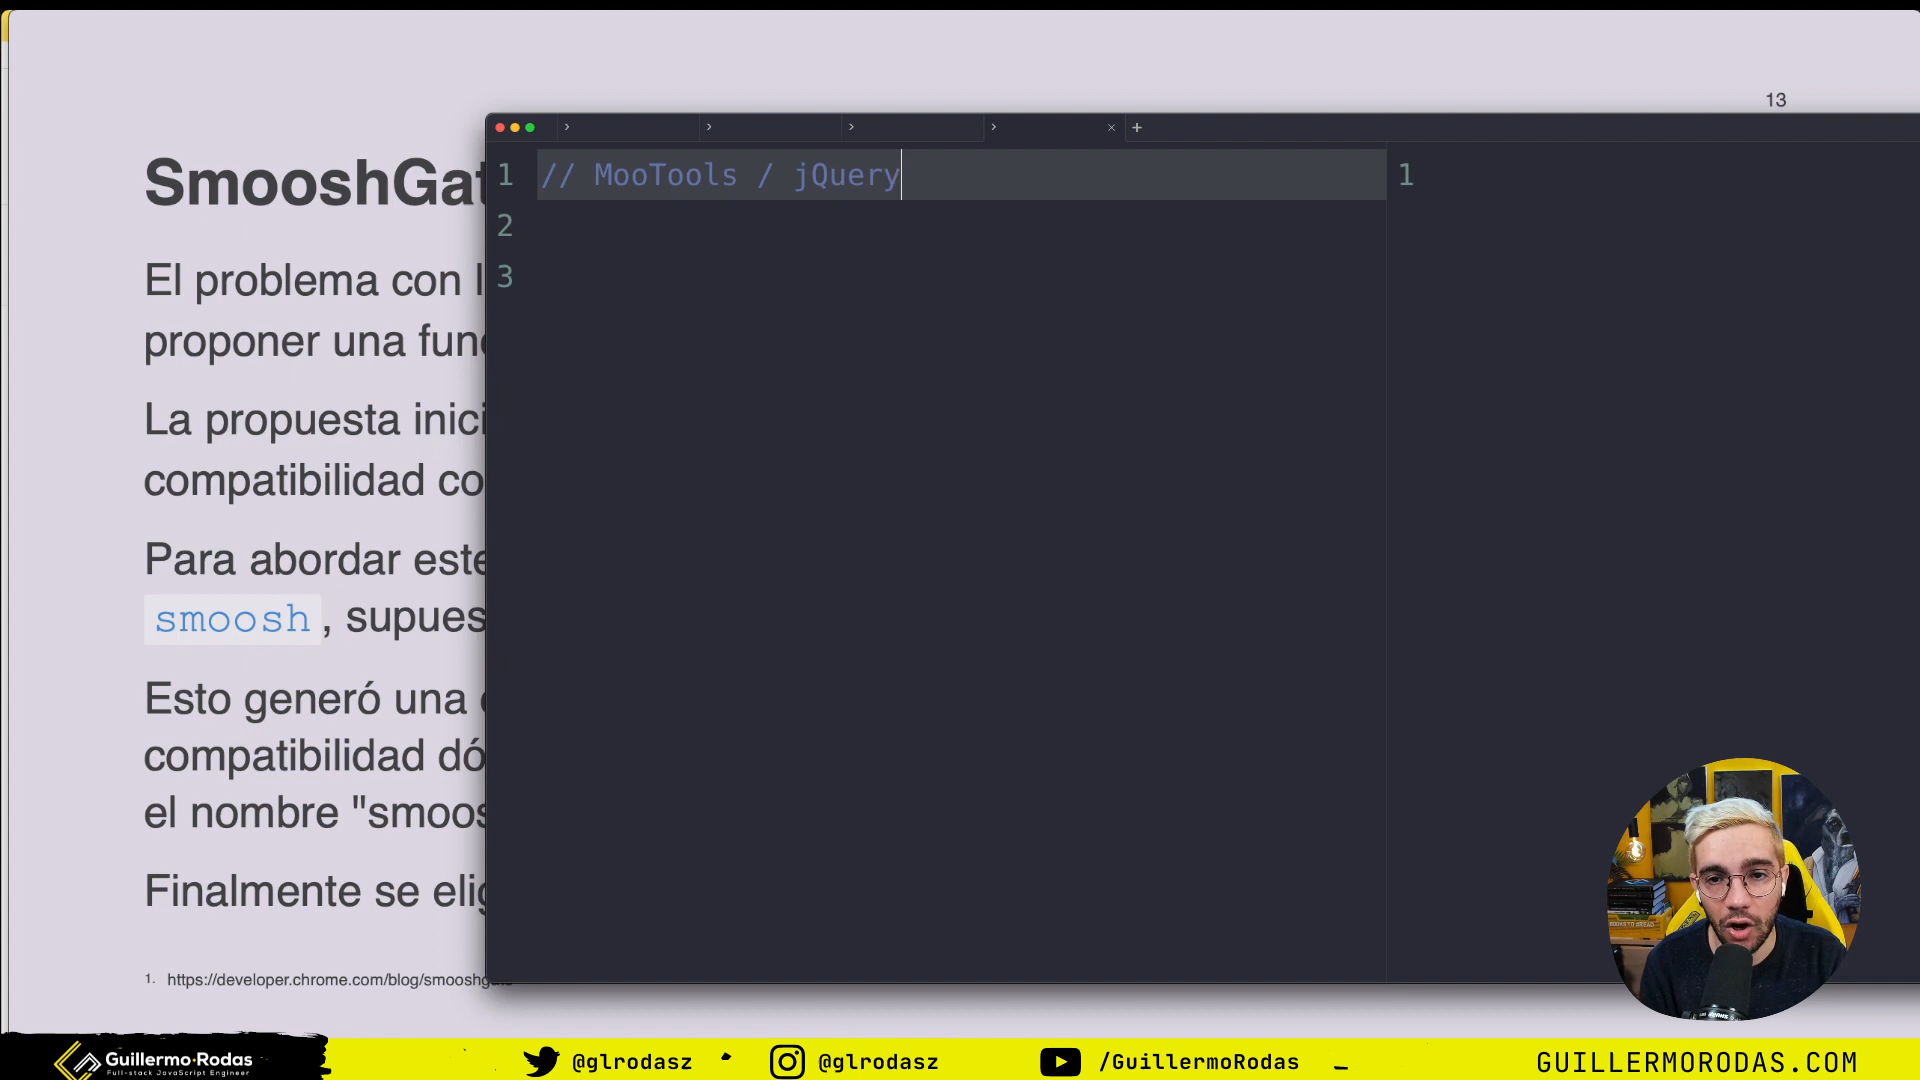 13
SmooshGat
El problema con l
proponer una fun
La propuesta inici
compatibilidad co
Para abordar este
smoosh, supues
Esto generó una
compatibilidad dó
el nombre "smoos
Finalmente se elig
1. https://developer.chrome.com/blog/smooshgate
1 // MooTools / jQuery
2
3
1
Guillermo·Rodas
Full-stack JavaScript Engineer
@glrodasz
@glrodasz
/GuillermoRodas
GUILLERMORODAS.COM